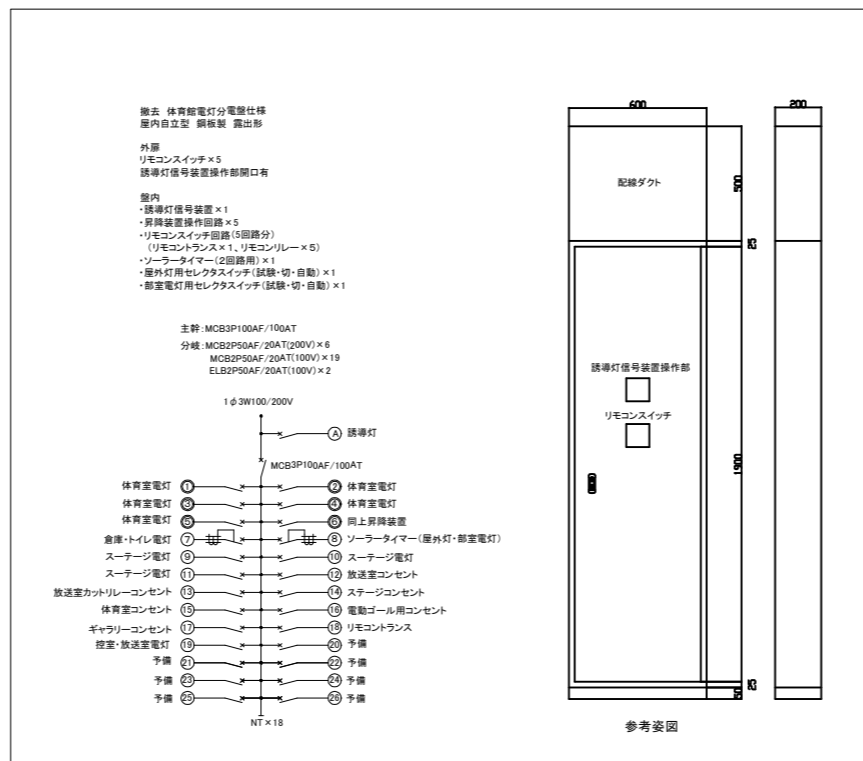 撤去 体育館電灯分電盤仕様
屋内自立型 鋼板製 露出形
外扉
リモコンスイッチ×5
誘導灯信号装置操作部開口有
盤内
・誘導灯信号装置×1
・昇降装置操作回路×5
・リモコンスイッチ回路(5回路分)
(リモコントランス×1、リモコンリレー×5)
・ソーラータイマー(2回路用)×1
・屋外灯用セレクタスイッチ(試験・切・自動)×1
・部室電灯用セレクタスイッチ(試験・切・自動)×1
主幹:MCB3P100AF/100AT
分岐:MCB2P50AF/20AT(200V)×6
MCB2P50AF/20AT(100V)×19
ELB2P50AF/20AT(100V)×2
1φ3W100/200V
A 誘導灯
MCB3P100AF/100AT
体育室電灯 1 2 体育室電灯
体育室電灯 3 4 体育室電灯
体育室電灯 5 6 同上昇降装置
倉庫・トイレ電灯 7 8 ソーラータイマー(屋外灯・部室電灯)
スーテージ電灯 9 10 スーテージ電灯
スーテージ電灯 11 12 放送室コンセント
放送室カットリレーコンセント 13 14 ステージコンセント
体育室コンセント 15 16 電動ゴール用コンセント
ギャラリーコンセント 17 18 リモコントランス
控室・放送室電灯 19 20 予備
予備 21 22 予備
予備 23 24 予備
予備 25 26 予備
NT×18
600
200
配線ダクト
500
25
誘導灯信号装置操作部
リモコンスイッチ
1900
25
50
参考姿図